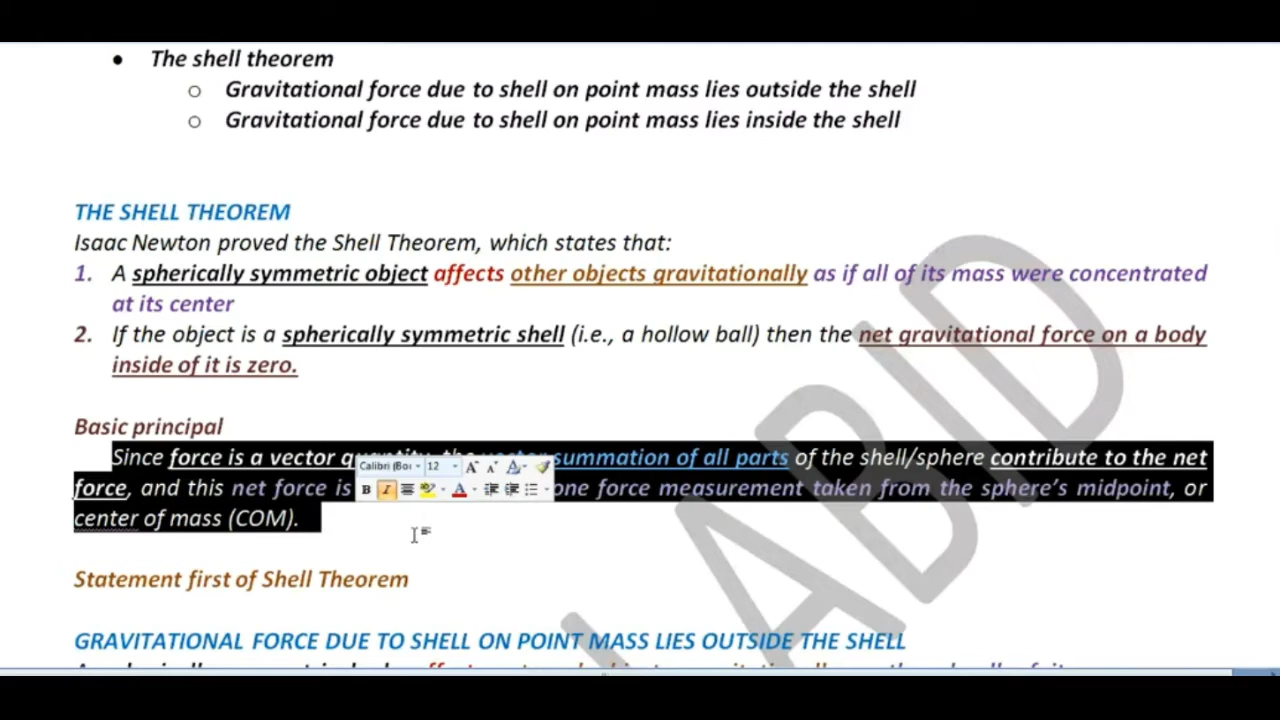 • The shell theorem
o Gravitational force due to shell on point mass lies outside the shell
o Gravitational force due to shell on point mass lies inside the shell
THE SHELL THEOREM
Isaac Newton proved the Shell Theorem, which states that:
1. A spherically symmetric object affects other objects gravitationally as if all of its mass were concentrated
at its center
2. If the object is a spherically symmetric shell (i.e., a hollow ball) then the net gravitational force on a body
inside of it is zero.
Basic principal
Since force is a vector quantity, the vector summation of all parts of the shell/sphere contribute to the net
Calibri (Boı 12
force, and this net force is one force measurement taken from the sphere's midpoint, or
center of mass (COM).
Statement first of Shell Theorem
GRAVITATIONAL FORCE DUE TO SHELL ON POINT MASS LIES OUTSIDE THE SHELL
ABID